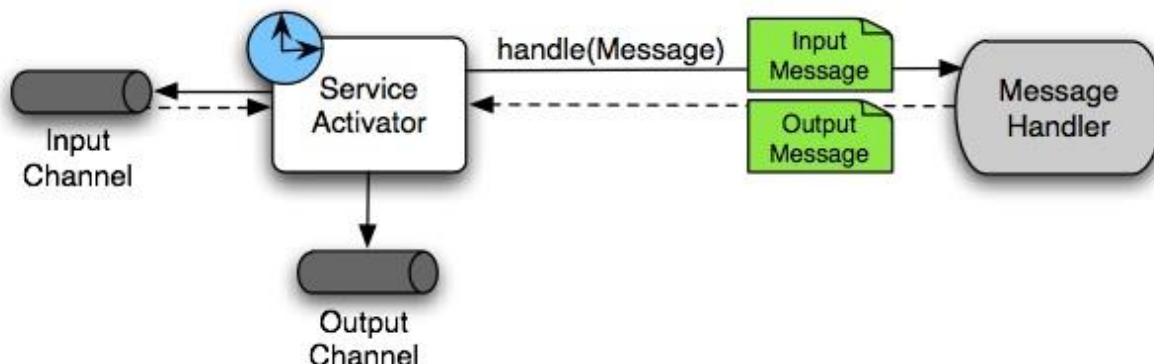 handle(Message)
Input
Message
Service
Activator
Message
Handler
Input
Channel
Output
Message
Output
Channel